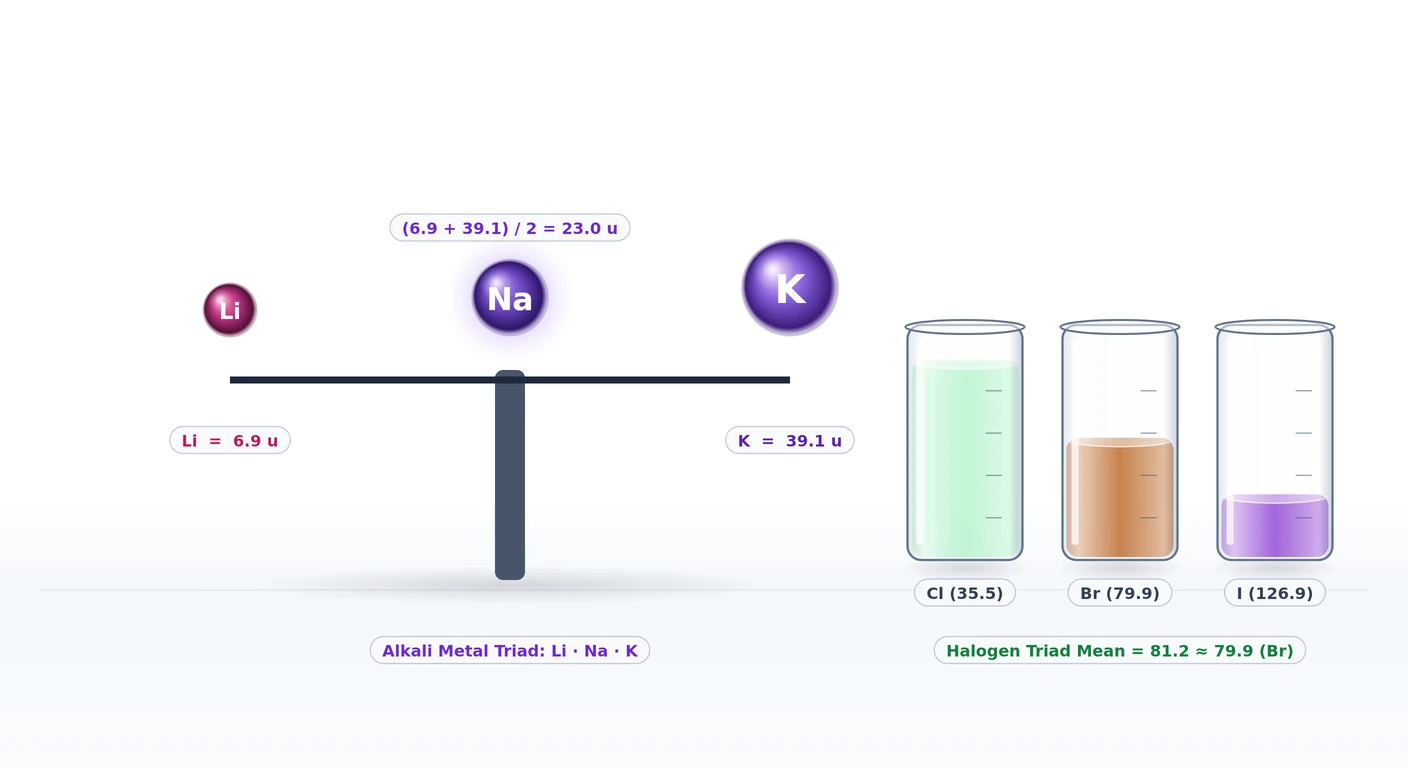 (6.9 + 39.1) / 2 = 23.0 u
Li
Na
K
Li = 6.9 u
K = 39.1 u
Cl (35.5)
Br (79.9)
I (126.9)
Alkali Metal Triad: Li · Na · K
Halogen Triad Mean = 81.2 ≈ 79.9 (Br)